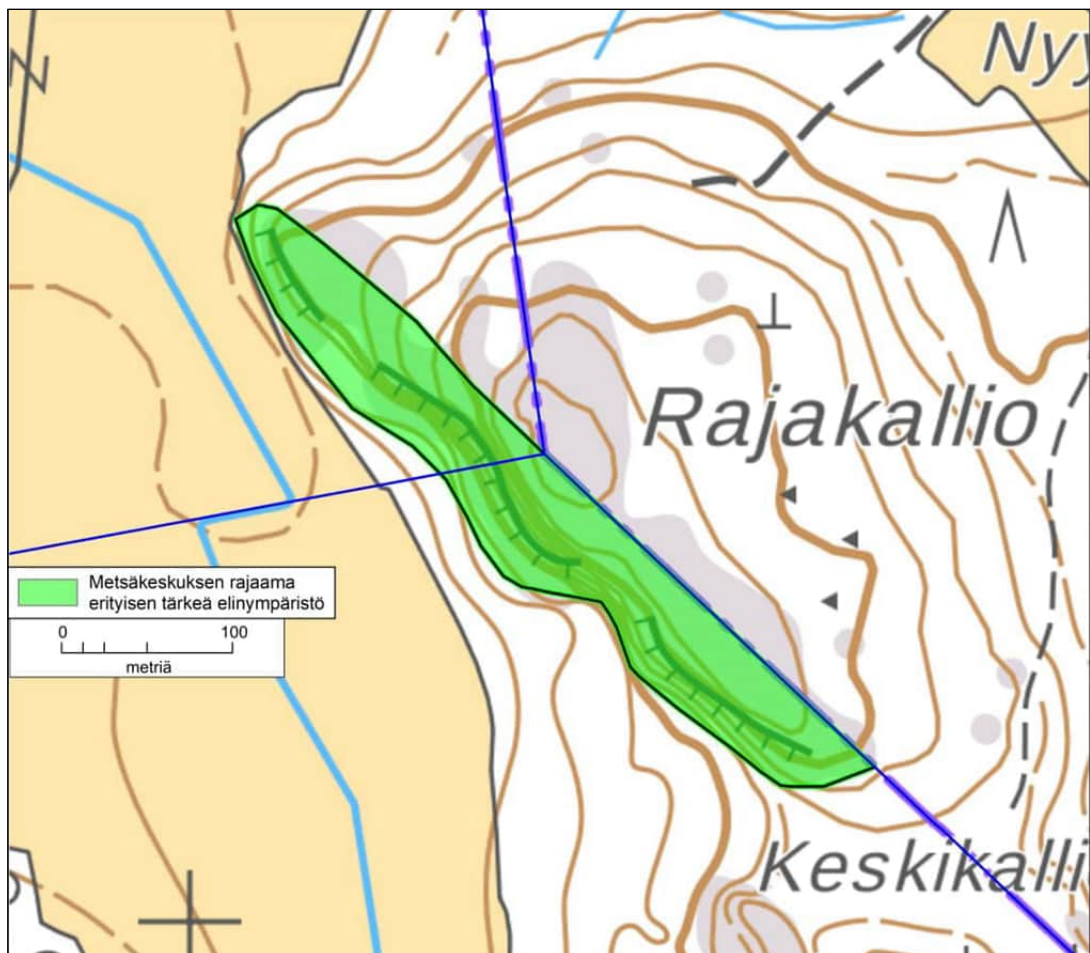 Nyy
Rajakallio
Metsäkeskuksen rajaama
erityisen tärkeä elinympäristö
0 100
metriä
Keskikalli